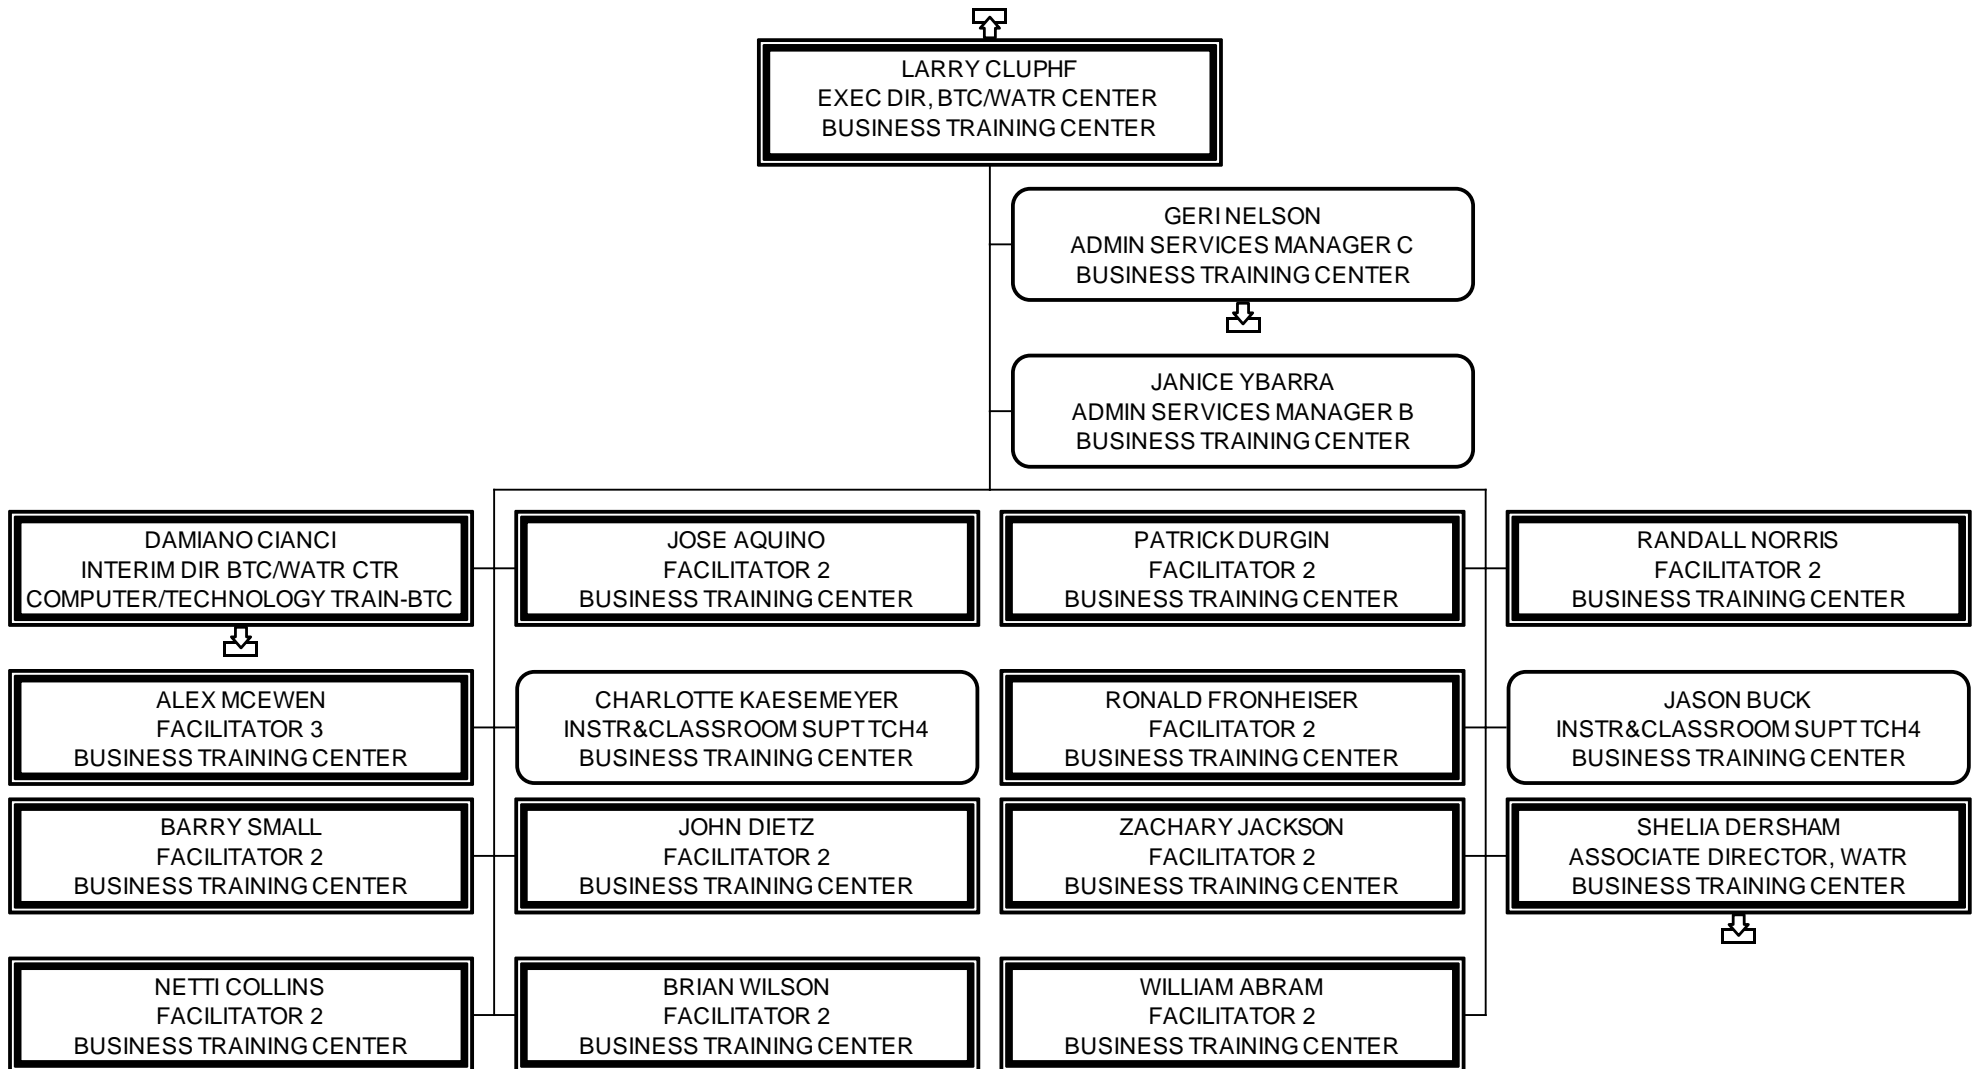 LARRY CLUPHF
EXEC DIR, BTC/WATR CENTER
BUSINESS TRAINING CENTER
GERI NELSON
ADMIN SERVICES MANAGER C
BUSINESS TRAINING CENTER
JANICE YBARRA
ADMIN SERVICES MANAGER B
BUSINESS TRAINING CENTER
DAMIANO CIANCI
INTERIM DIR BTC/WATR CTR
COMPUTER/TECHNOLOGY TRAIN-BTC
JOSE AQUINO
FACILITATOR 2
BUSINESS TRAINING CENTER
PATRICK DURGIN
FACILITATOR 2
BUSINESS TRAINING CENTER
RANDALL NORRIS
FACILITATOR 2
BUSINESS TRAINING CENTER
ALEX MCEWEN
FACILITATOR 3
BUSINESS TRAINING CENTER
CHARLOTTE KAESEMEYER
INSTR&CLASSROOM SUPT TCH4
BUSINESS TRAINING CENTER
RONALD FRONHEISER
FACILITATOR 2
BUSINESS TRAINING CENTER
JASON BUCK
INSTR&CLASSROOM SUPT TCH4
BUSINESS TRAINING CENTER
BARRY SMALL
FACILITATOR 2
BUSINESS TRAINING CENTER
JOHN DIETZ
FACILITATOR 2
BUSINESS TRAINING CENTER
ZACHARY JACKSON
FACILITATOR 2
BUSINESS TRAINING CENTER
SHELIA DERSHAM
ASSOCIATE DIRECTOR, WATR
BUSINESS TRAINING CENTER
NETTI COLLINS
FACILITATOR 2
BUSINESS TRAINING CENTER
BRIAN WILSON
FACILITATOR 2
BUSINESS TRAINING CENTER
WILLIAM ABRAM
FACILITATOR 2
BUSINESS TRAINING CENTER